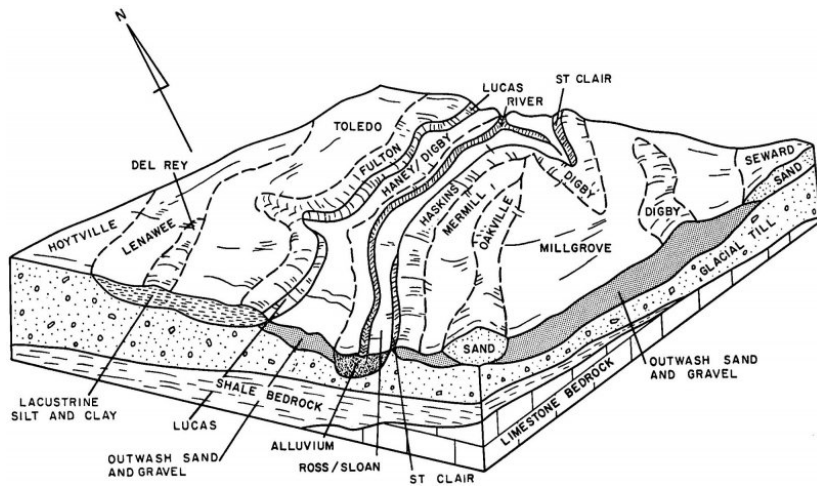 N
LUCAS
RIVER
ST CLAIR
TOLEDO
FULTON
HANEY/DIGBY
DEL REY
LENAWEE
HOYTVILLE
HASKINS
MERMILL
OAKVILLE
DIGBY
DIGBY
SEWARD
SAND
MILLGROVE
GLACIAL TILL
SAND
OUTWASH SAND
AND GRAVEL
LIMESTONE BEDROCK
SHALE BEDROCK
LACUSTRINE
SILT AND CLAY
LUCAS
OUTWASH SAND
AND GRAVEL
ALLUVIUM
ROSS/SLOAN
ST CLAIR